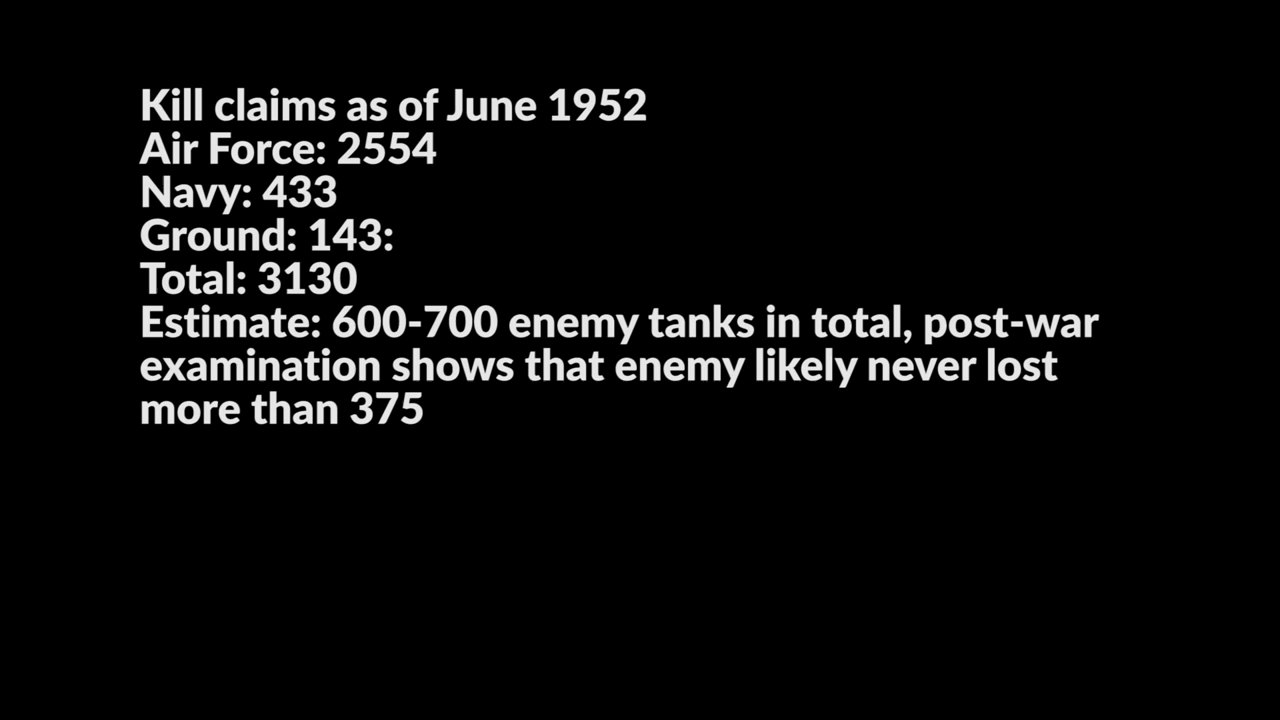 Kill claims as of June 1952
Air Force: 2554
Navy: 433
Ground: 143:
Total: 3130
Estimate: 600-700 enemy tanks in total, post-war
examination shows that enemy likely never lost
more than 375